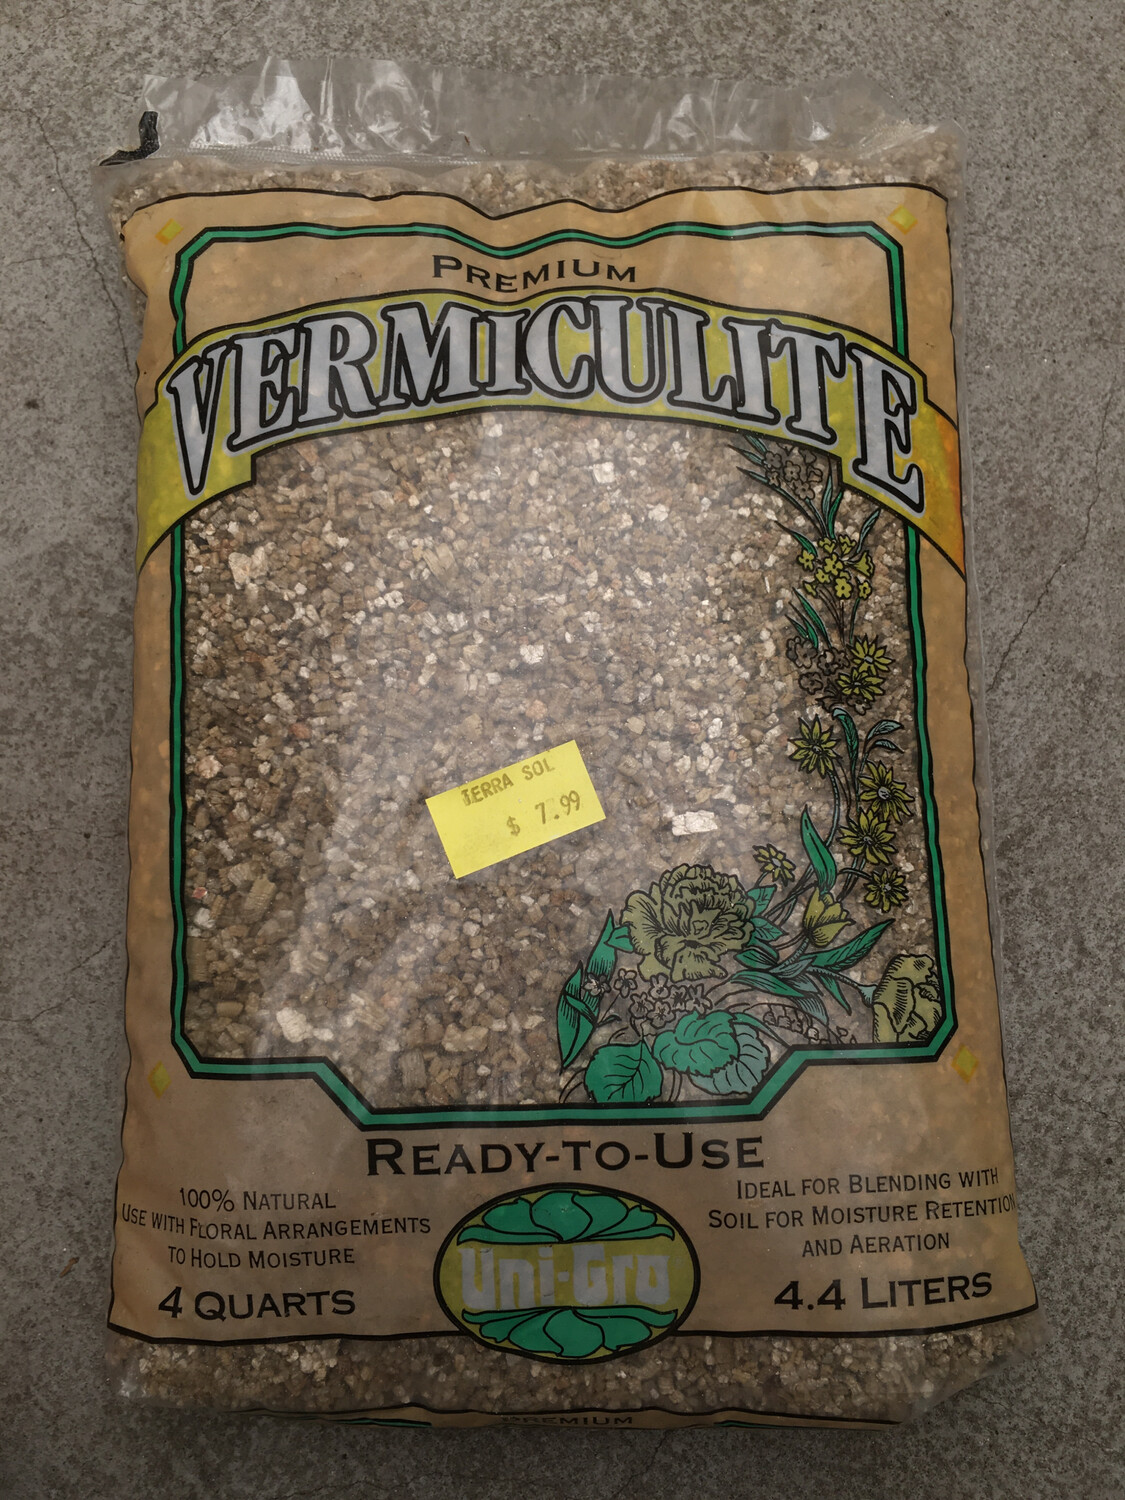 PREMIUM
VERMICULITE
TERRA SOL
$ 7.99
READY-TO-USE
100% NATURAL
USE WITH FLORAL ARRANGEMENTS
TO HOLD MOISTURE
4 QUARTS
Uni-Gro
IDEAL FOR BLENDING WITH
SOIL FOR MOISTURE RETENTION
AND AERATION
4.4 LITERS
PREMIUM